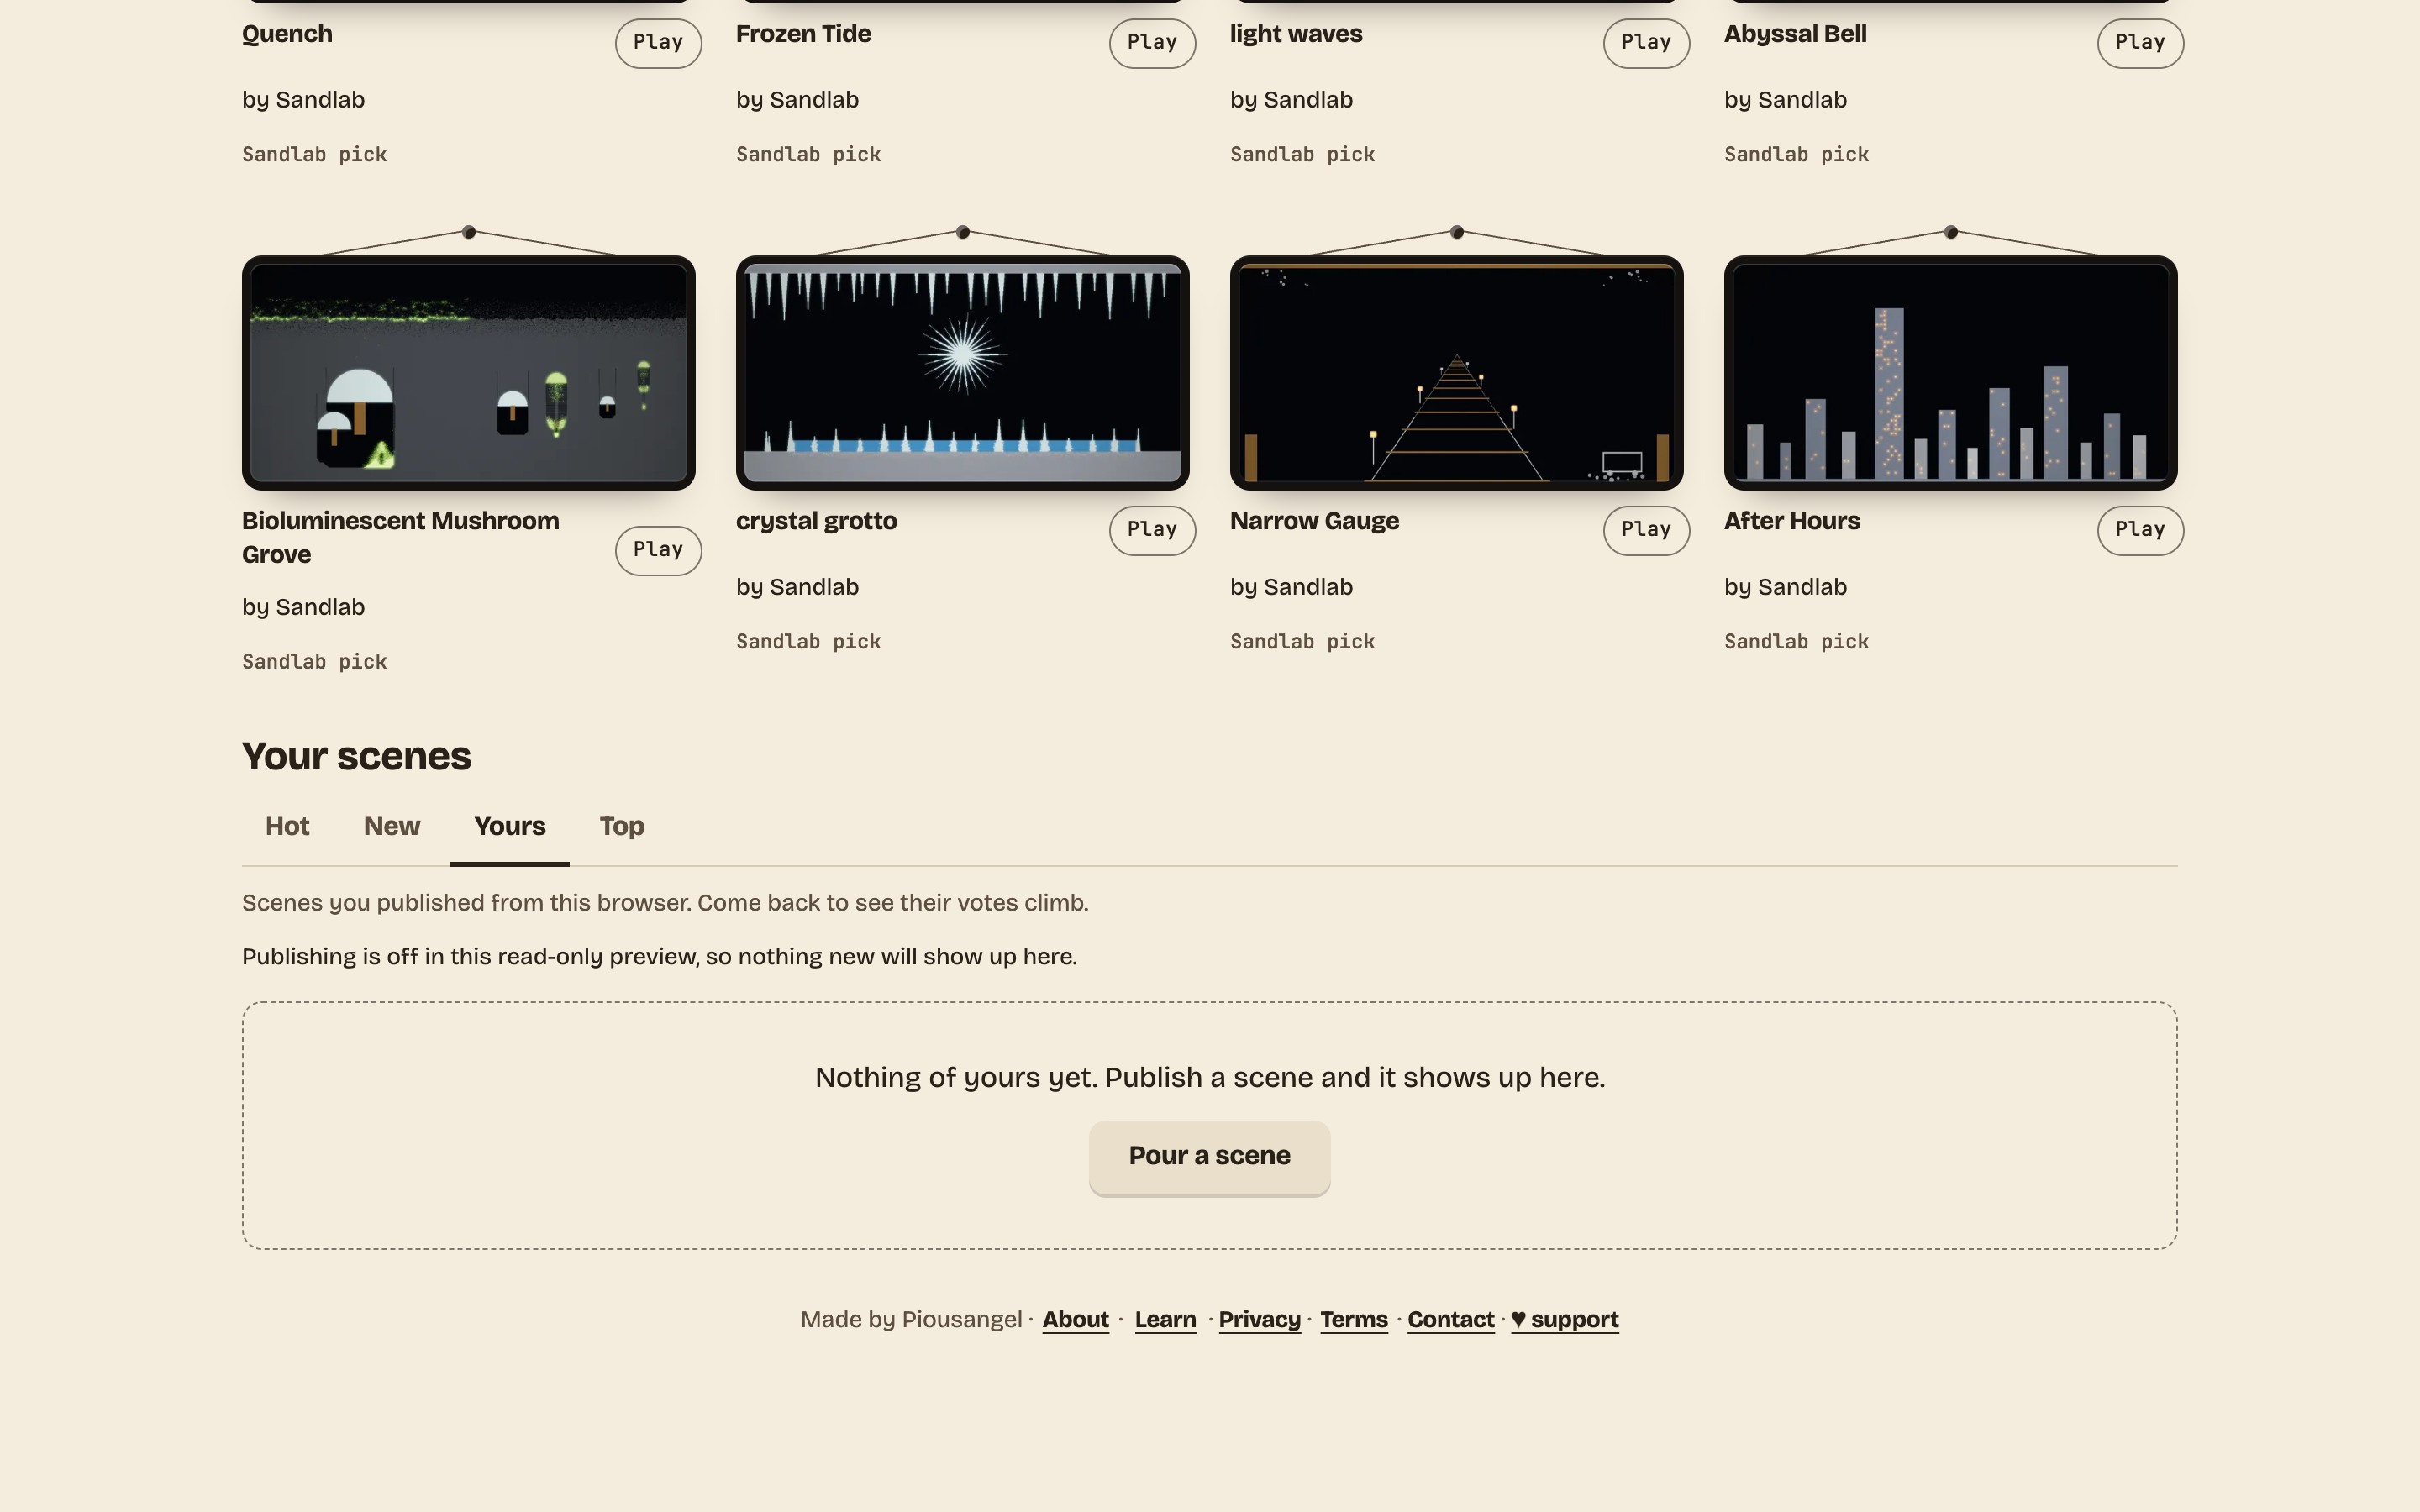 Quench
Play
Frozen Tide
Play
light waves
Play
Abyssal Bell
Play
by Sandlab
by Sandlab
by Sandlab
by Sandlab
Sandlab pick
Sandlab pick
Sandlab pick
Sandlab pick
Bioluminescent Mushroom
Grove
Play
crystal grotto
Play
Narrow Gauge
Play
After Hours
Play
by Sandlab
by Sandlab
by Sandlab
by Sandlab
Sandlab pick
Sandlab pick
Sandlab pick
Sandlab pick
Your scenes
Hot New Yours Top
Scenes you published from this browser. Come back to see their votes climb.
Publishing is off in this read-only preview, so nothing new will show up here.
Nothing of yours yet. Publish a scene and it shows up here.
Pour a scene
Made by Piousangel · About · Learn · Privacy · Terms · Contact · ♥ support